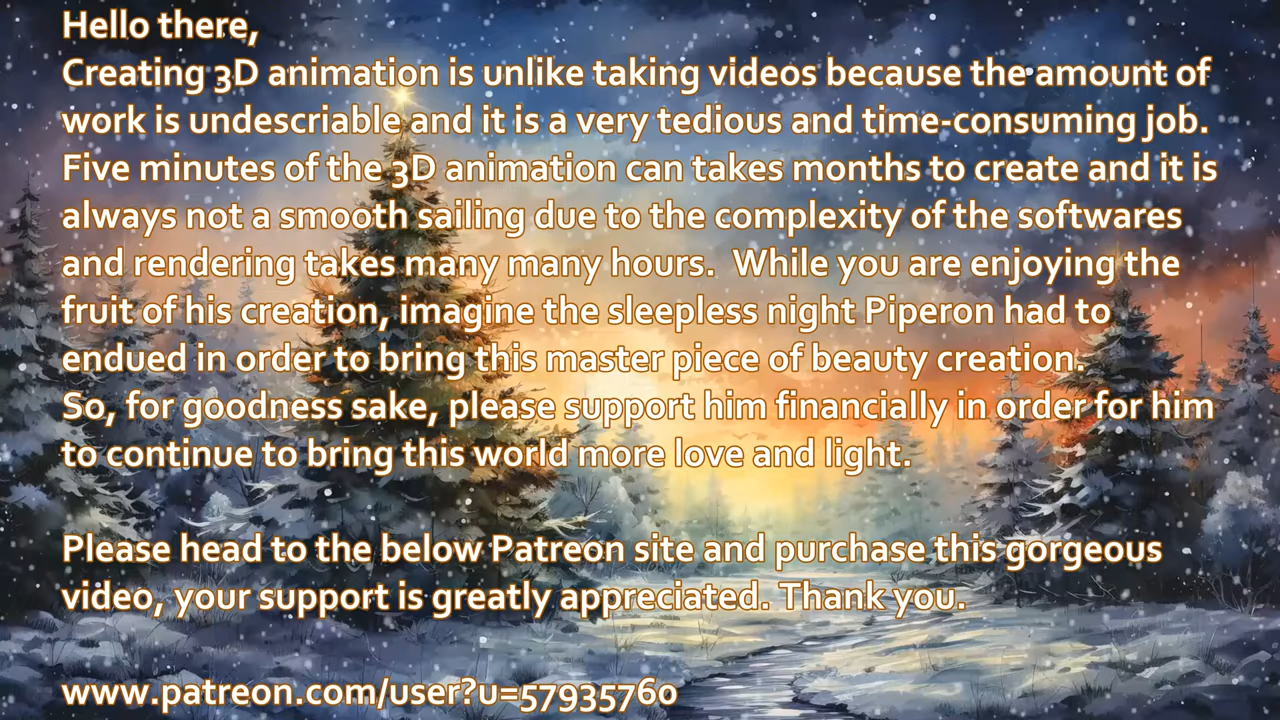 Hello there,
Creating 3D animation is unlike taking videos because the amount of
work is undescriable and it is a very tedious and time-consuming job.
Five minutes of the 3D animation can takes months to create and it is
always not a smooth sailing due to the complexity of the softwares
and rendering takes many many hours.  While you are enjoying the
fruit of his creation, imagine the sleepless night Piperon had to
endued in order to bring this master piece of beauty creation.
So, for goodness sake, please support him financially in order for him
to continue to bring this world more love and light.
Please head to the below Patreon site and purchase this gorgeous
video, your support is greatly appreciated. Thank you.
www.patreon.com/user?u=57935760